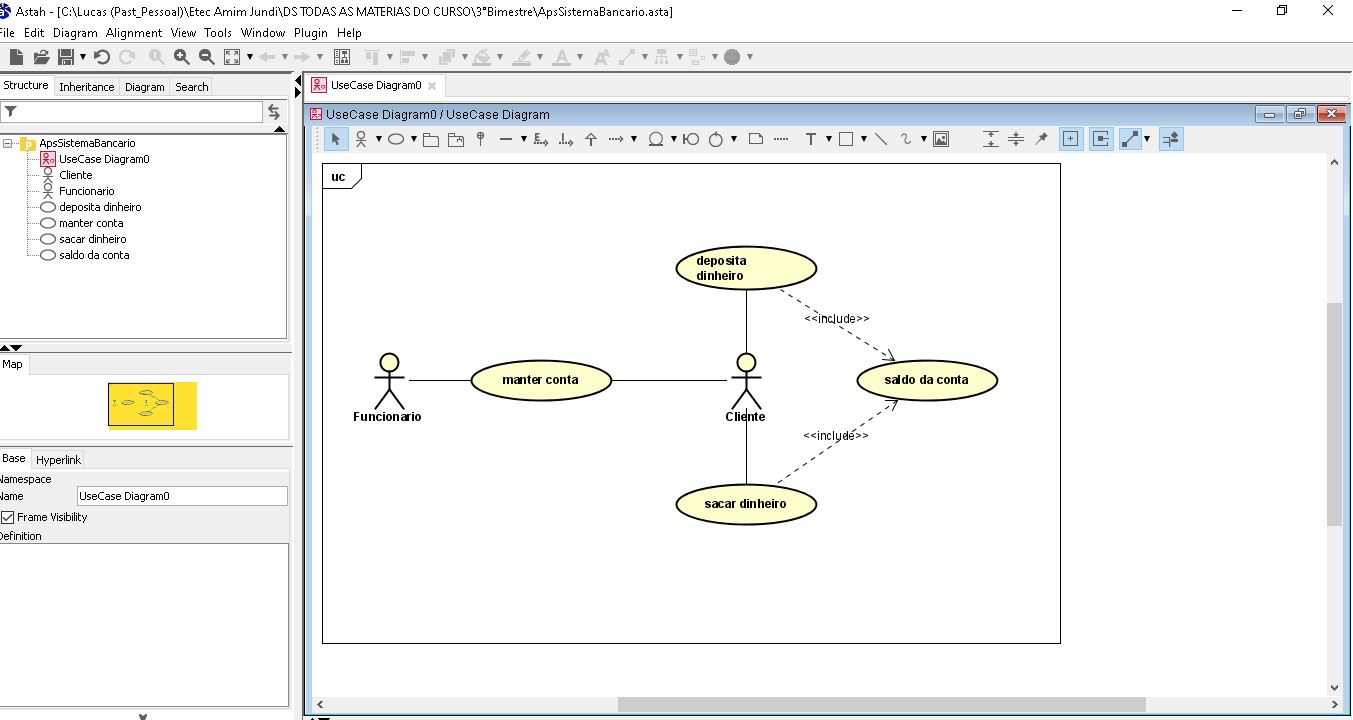 Astah - [C:\Lucas (Past_Pessoal)\Etec Amim Jundi\DS TODAS AS MATERIAS DO CURSO\3°Bimestre\ApsSistemaBancario.asta]
File Edit Diagram Alignment View Tools Window Plugin Help
Structure Inheritance Diagram Search
UseCase Diagram0
UseCase Diagram0 / UseCase Diagram
ApsSistemaBancario
UseCase Diagram0
Cliente
Funcionario
deposita dinheiro
manter conta
sacar dinheiro
saldo da conta
Map
Base Hyperlink
Namespace
Name UseCase Diagram0
Frame Visibility
Definition
T
uc
deposita
dinheiro
<<include>>
manter conta
saldo da conta
Funcionario
Cliente
<<include>>
sacar dinheiro